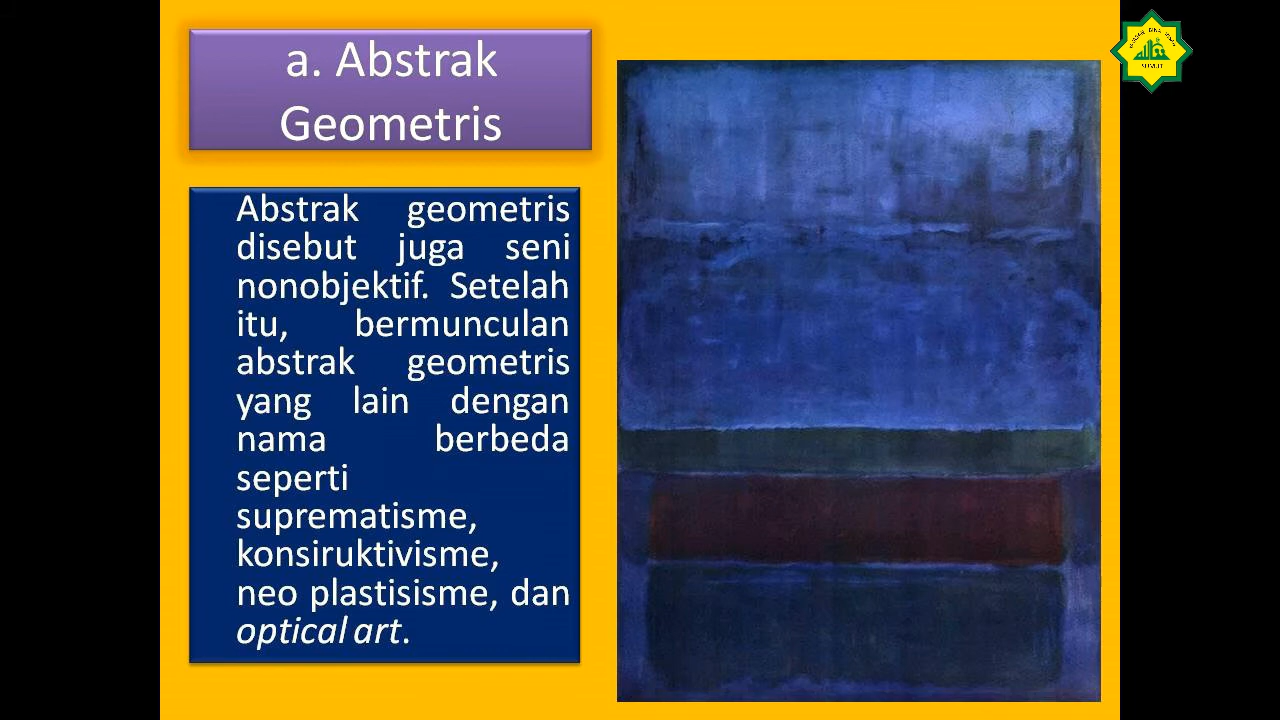 a. Abstrak
Geometris
Abstrak geometris
disebut juga seni
nonobjektif. Setelah
itu, bermunculan
abstrak geometris
yang lain dengan
nama berbeda
seperti
suprematisme,
konsiruktivisme,
neo plastisisme, dan
optical art.